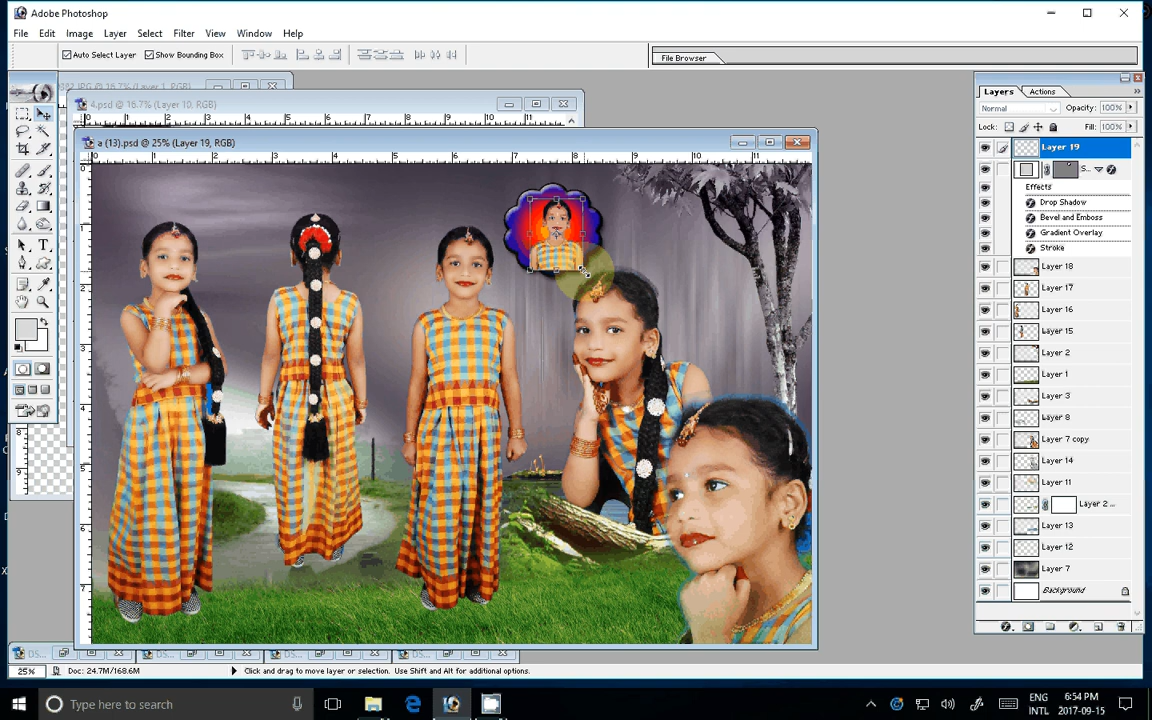 Adobe Photoshop
File Edit Image Layer Select Filter View Window Help
Auto Select Layer Show Bounding Box
File Browser
4.psd @ 16.7% (Layer 10, RGB)
a (13).psd @ 25% (Layer 19, RGB)
Layers Actions
Normal Opacity: 100%
Lock: Fill: 100%
Layer 19
S...
Effects
Drop Shadow
Bevel and Emboss
Gradient Overlay
Stroke
Layer 18
Layer 17
Layer 16
Layer 15
Layer 2
Layer 1
Layer 3
Layer 8
Layer 7 copy
Layer 14
Layer 11
Layer 2...
Layer 13
Layer 12
Layer 7
Background
DS... DS... DS... DS...
25% Doc: 24.7M/168.6M Click and drag to move layer or selection. Use Shift and Alt for additional options.
Type here to search
ENG
INTL
6:54 PM
2017-09-15